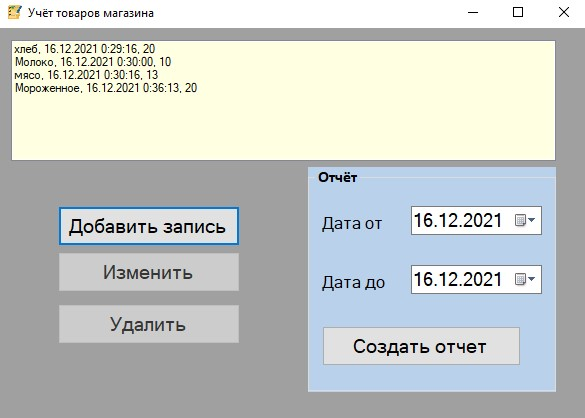 Учёт товаров магазина
хлеб, 16.12.2021 0:29:16, 20
Молоко, 16.12.2021 0:30:00, 10
мясо, 16.12.2021 0:30:16, 13
Мороженное, 16.12.2021 0:36:13, 20
Добавить запись
Изменить
Удалить
Отчёт
Дата от 16.12.2021
Дата до 16.12.2021
Создать отчет